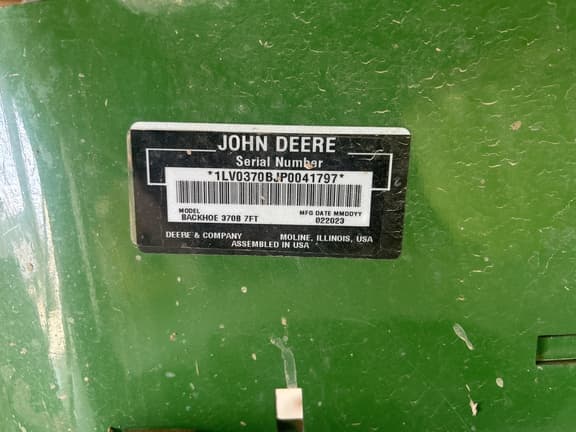 JOHN DEERE
Serial Number
*1LV0370BJP0041797*
MODEL MFG DATE MMDDYY
BACKHOE 370B 7FT 022023
DEERE & COMPANY MOLINE, ILLINOIS, USA
ASSEMBLED IN USA